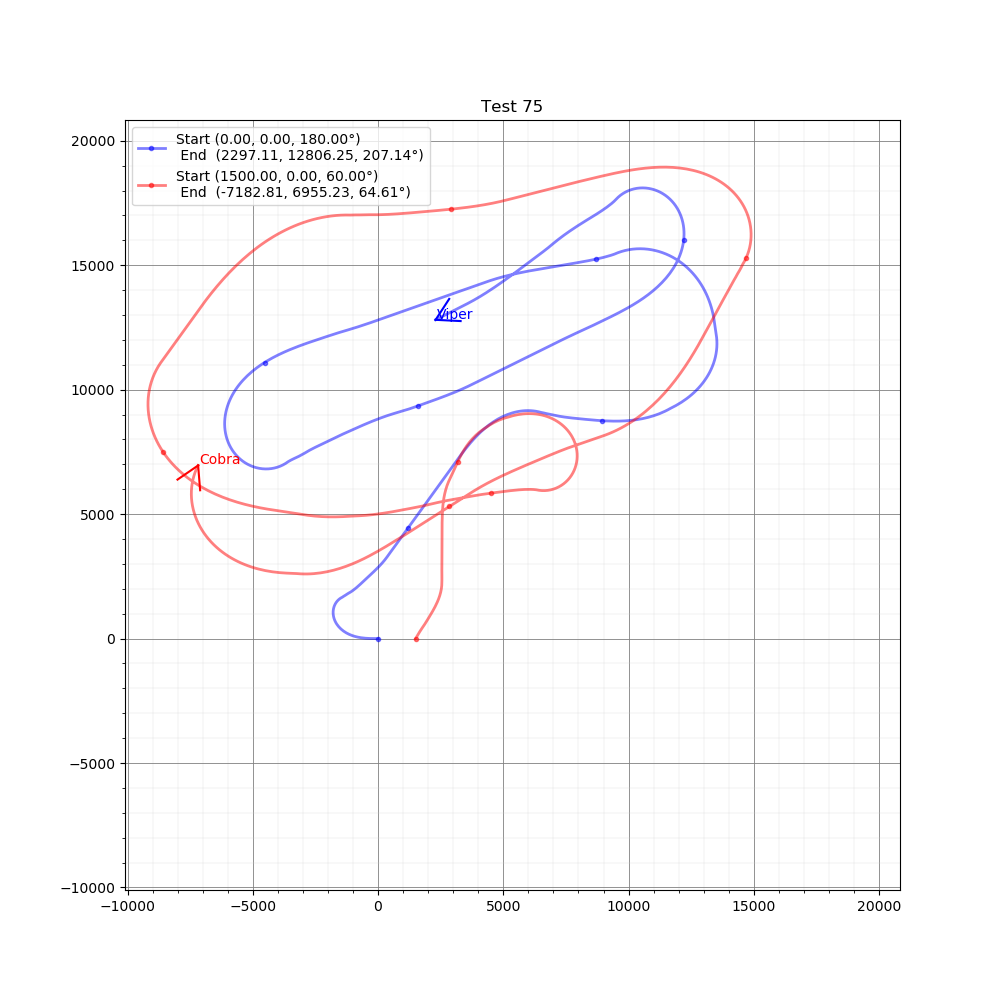 Test 75
Start (0.00, 0.00, 180.00°)
End (2297.11, 12806.25, 207.14°)
Start (1500.00, 0.00, 60.00°)
End (-7182.81, 6955.23, 64.61°)
20000
15000
10000
5000
0
−5000
−10000
Viper
Cobra
−10000 −5000 0 5000 10000 15000 20000